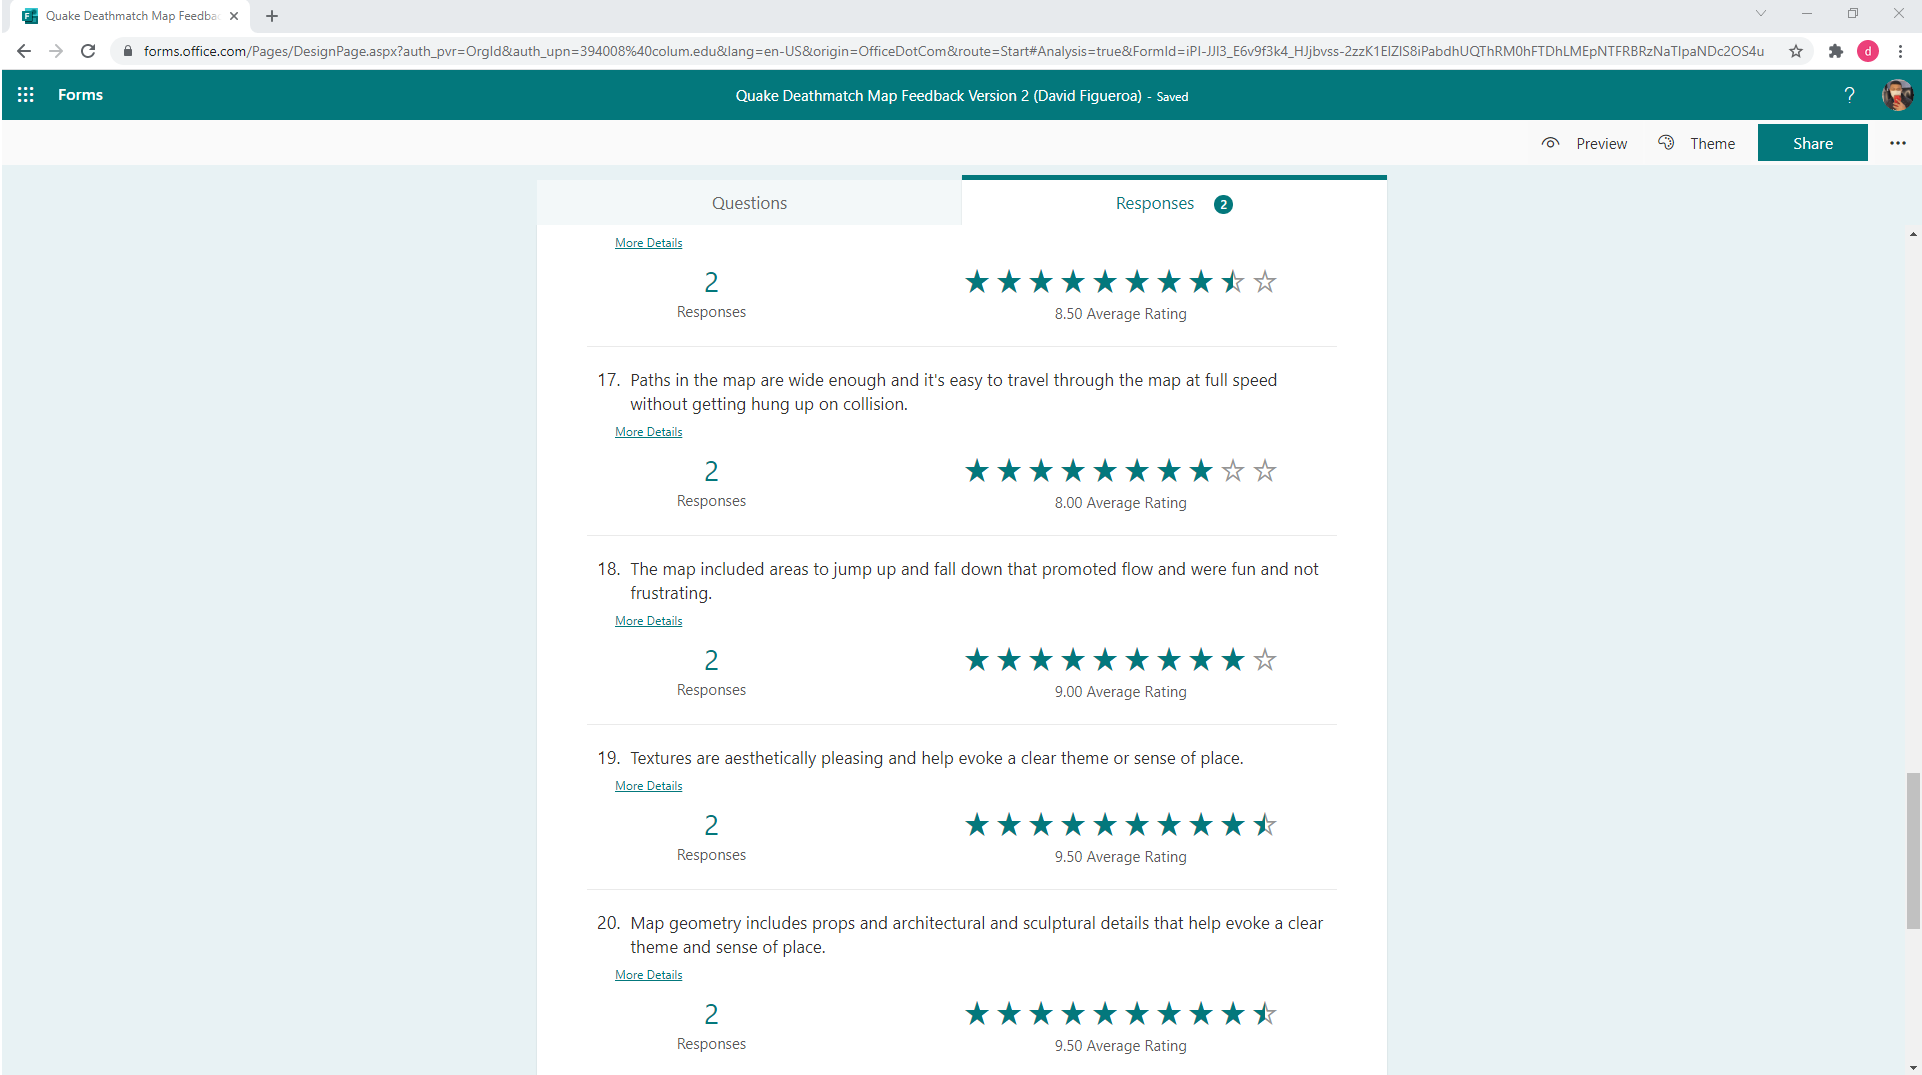 Quake Deathmatch Map Feedba
forms.office.com/Pages/DesignPage.aspx?auth_pvr=OrgId&auth_upn=394008%40colum.edu&lang=en-US&origin=OfficeDotCom&route=Start#Analysis=true&FormId=
d
Forms
Quake Deathmatch Map Feedback Version 2 (David Figueroa) - Saved
?
Preview
Theme
Share
Questions
Responses 2
More Details
2
Responses
8.50 Average Rating
17. Paths in the map are wide enough and it's easy to travel through the map at full speed
without getting hung up on collision.
More Details
2
Responses
8.00 Average Rating
18. The map included areas to jump up and fall down that promoted flow and were fun and not
frustrating.
More Details
2
Responses
9.00 Average Rating
19. Textures are aesthetically pleasing and help evoke a clear theme or sense of place.
More Details
2
Responses
9.50 Average Rating
20. Map geometry includes props and architectural and sculptural details that help evoke a clear
theme and sense of place.
More Details
2
Responses
9.50 Average Rating